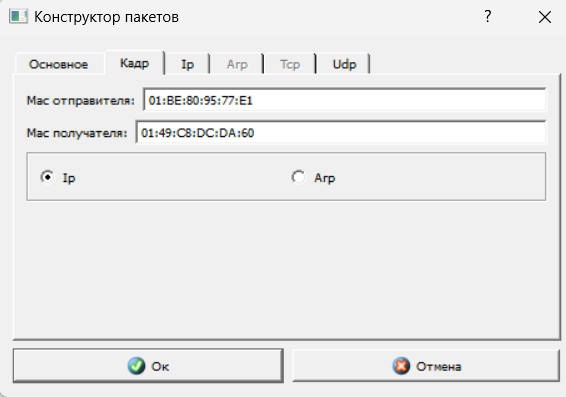 Конструктор пакетов
Основное Кадр Ip Arp Tcp Udp
Mac отправителя: 01:BE:80:95:77:E1
Mac получателя: 01:49:C8:DC:DA:60
Ip Arp
Ок Отмена